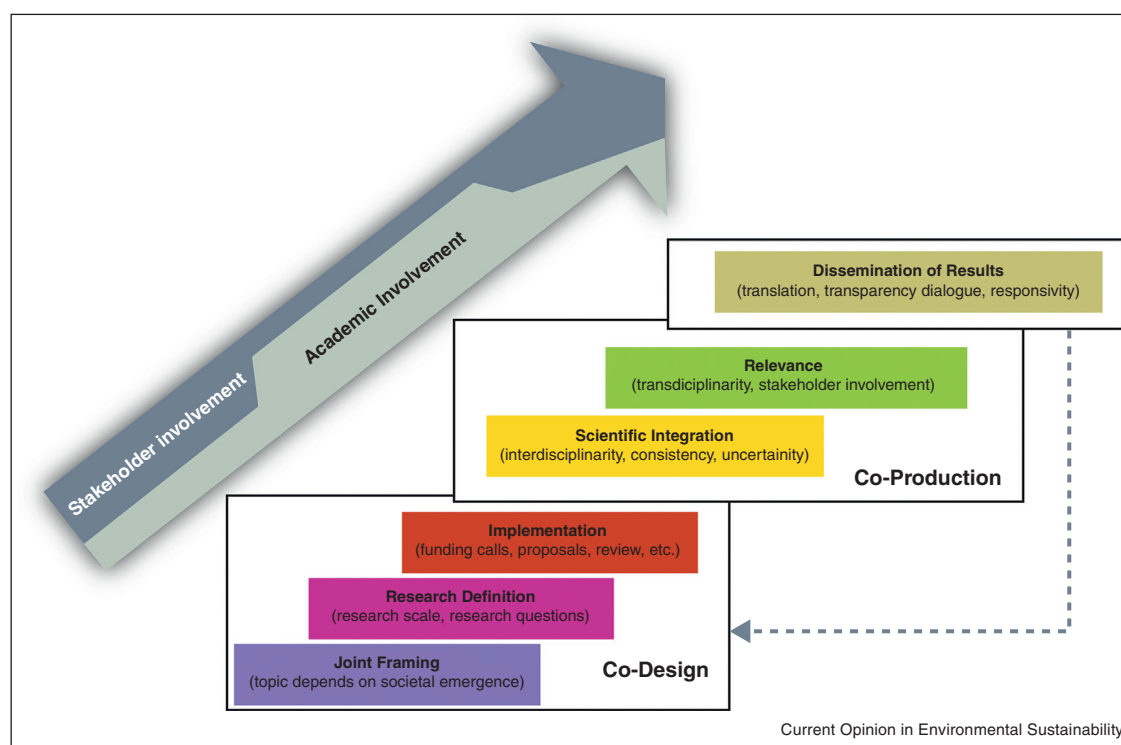 Stakeholder involvement
Academic Involvement
Dissemination of Results
(translation, transparency dialogue, responsivity)
Relevance
(transdiciplinarity, stakeholder involvement)
Scientific Integration
(interdisciplinarity, consistency, uncertainity)
Co-Production
Implementation
(funding calls, proposals, review, etc.)
Research Definition
(research scale, research questions)
Joint Framing
(topic depends on societal emergence)
Co-Design
Current Opinion in Environmental Sustainability